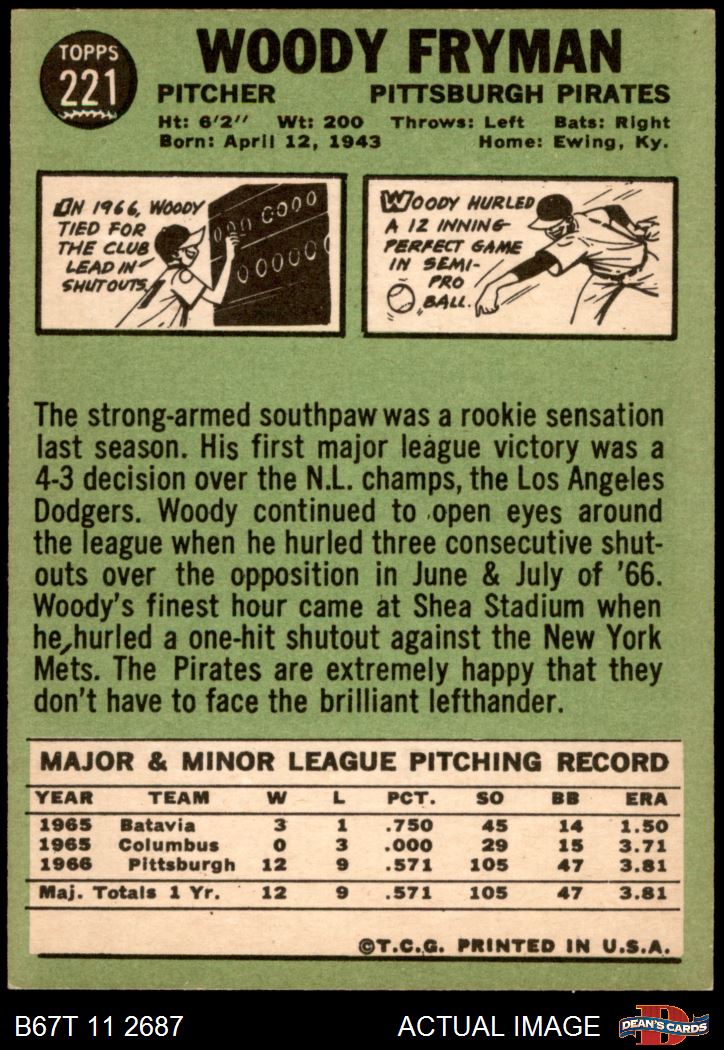 TOPPS
221
WOODY FRYMAN
PITCHER PITTSBURGH PIRATES
Ht: 6'2" Wt: 200 Throws: Left Bats: Right
Born: April 12, 1943 Home: Ewing, Ky.
IN 1966, WOODY
TIED FOR
THE CLUB
LEAD IN
SHUTOUTS.
0000
00000
WOODY HURLED
A 12 INNING
PERFECT GAME
IN SEMI-
PRO
BALL.
The strong-armed southpaw was a rookie sensation
last season. His first major league victory was a
4-3 decision over the N.L. champs, the Los Angeles
Dodgers. Woody continued to open eyes around
the league when he hurled three consecutive shut-
outs over the opposition in June & July of '66.
Woody's finest hour came at Shea Stadium when
he hurled a one-hit shutout against the New York
Mets. The Pirates are extremely happy that they
don't have to face the brilliant lefthander.
MAJOR & MINOR LEAGUE PITCHING RECORD
YEAR TEAM W L PCT. SO BB ERA
1965 Batavia 3 1 .750 45 14 1.50
1965 Columbus 0 3 .000 29 15 3.71
1966 Pittsburgh 12 9 .571 105 47 3.81
Maj. Totals 1 Yr. 12 9 .571 105 47 3.81
©T.C.G. PRINTED IN U.S.A.
B67T 11 2687 ACTUAL IMAGE DEAN'S CARDS